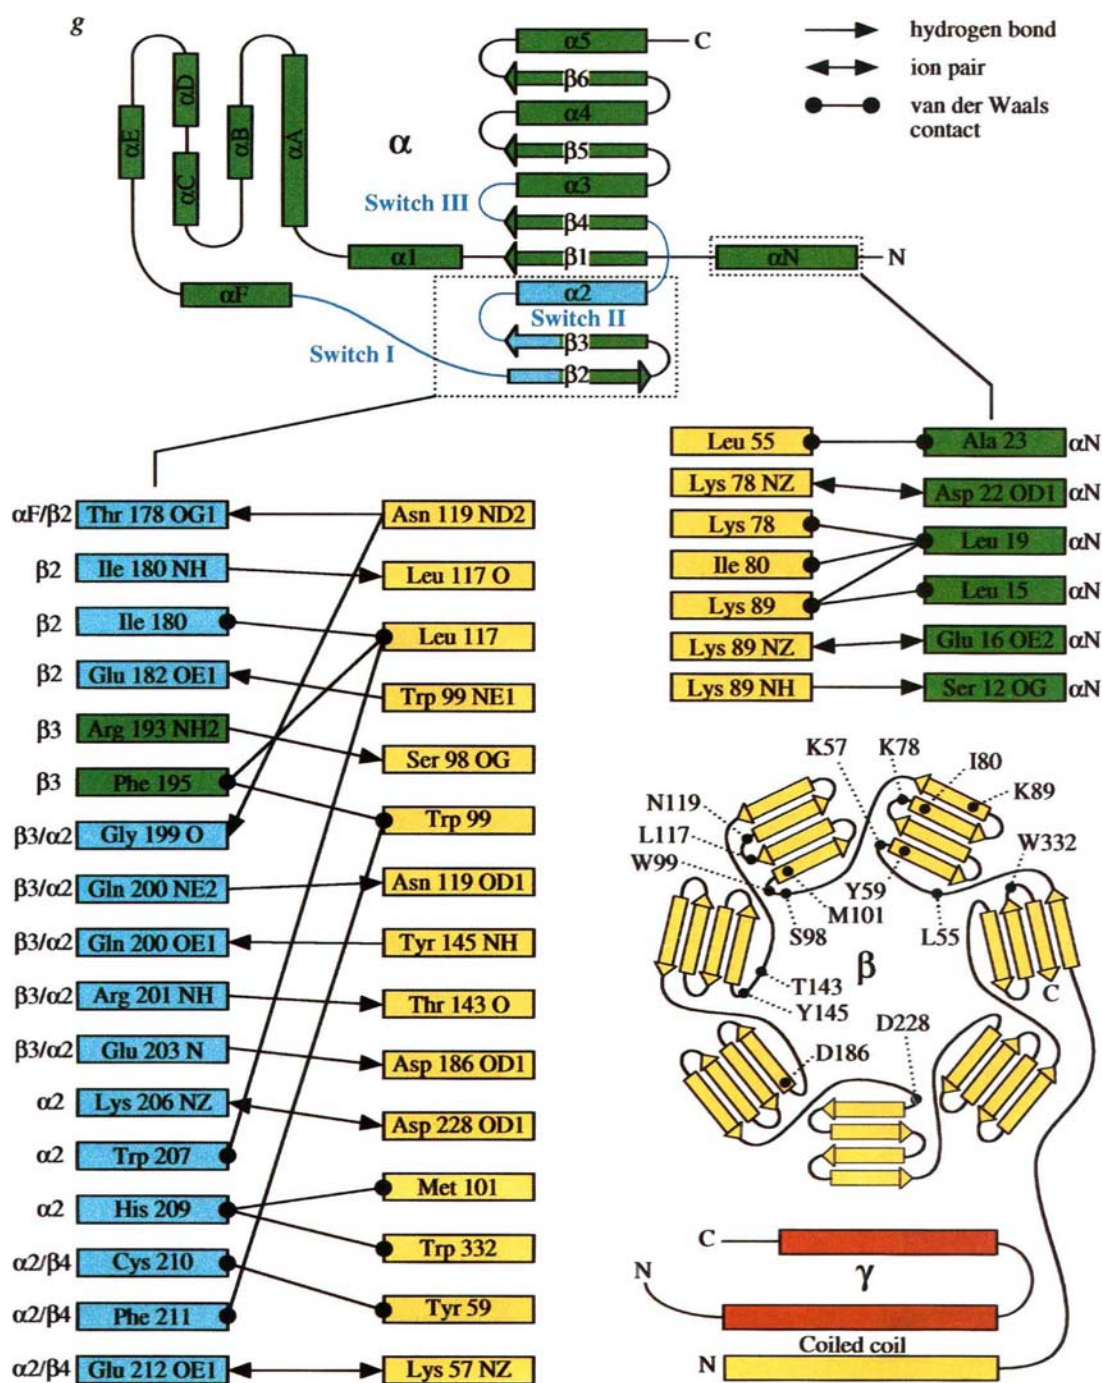 g
α5
C
β6
α4
β5
α3
β4
β1
α2
β3
β2
αE
αD
αC
αB
αA
α
Switch III
α1
αN
N
αF
Switch II
Switch I
hydrogen bond
ion pair
van der Waals
contact
αF/β2 Thr 178 OG1 Asn 119 ND2
β2 Ile 180 NH Leu 117 O
β2 Ile 180 Leu 117
β2 Glu 182 OE1 Trp 99 NE1
β3 Arg 193 NH2 Ser 98 OG
β3 Phe 195 Trp 99
β3/α2 Gly 199 O
β3/α2 Gln 200 NE2 Asn 119 OD1
β3/α2 Gln 200 OE1 Tyr 145 NH
β3/α2 Arg 201 NH Thr 143 O
β3/α2 Glu 203 N Asp 186 OD1
α2 Lys 206 NZ Asp 228 OD1
α2 Trp 207
α2 His 209 Met 101
Trp 332
α2/β4 Cys 210 Tyr 59
α2/β4 Phe 211
α2/β4 Glu 212 OE1 Lys 57 NZ
Leu 55 Ala 23 αN
Lys 78 NZ Asp 22 OD1 αN
Lys 78 Leu 19 αN
Ile 80
Lys 89 Leu 15 αN
Lys 89 NZ Glu 16 OE2 αN
Lys 89 NH Ser 12 OG αN
K57
K78
I80
K89
N119
L117
W99
W332
Y59
M101
S98
L55
β
T143
Y145
C
D228
D186
C
γ
N
Coiled coil
N